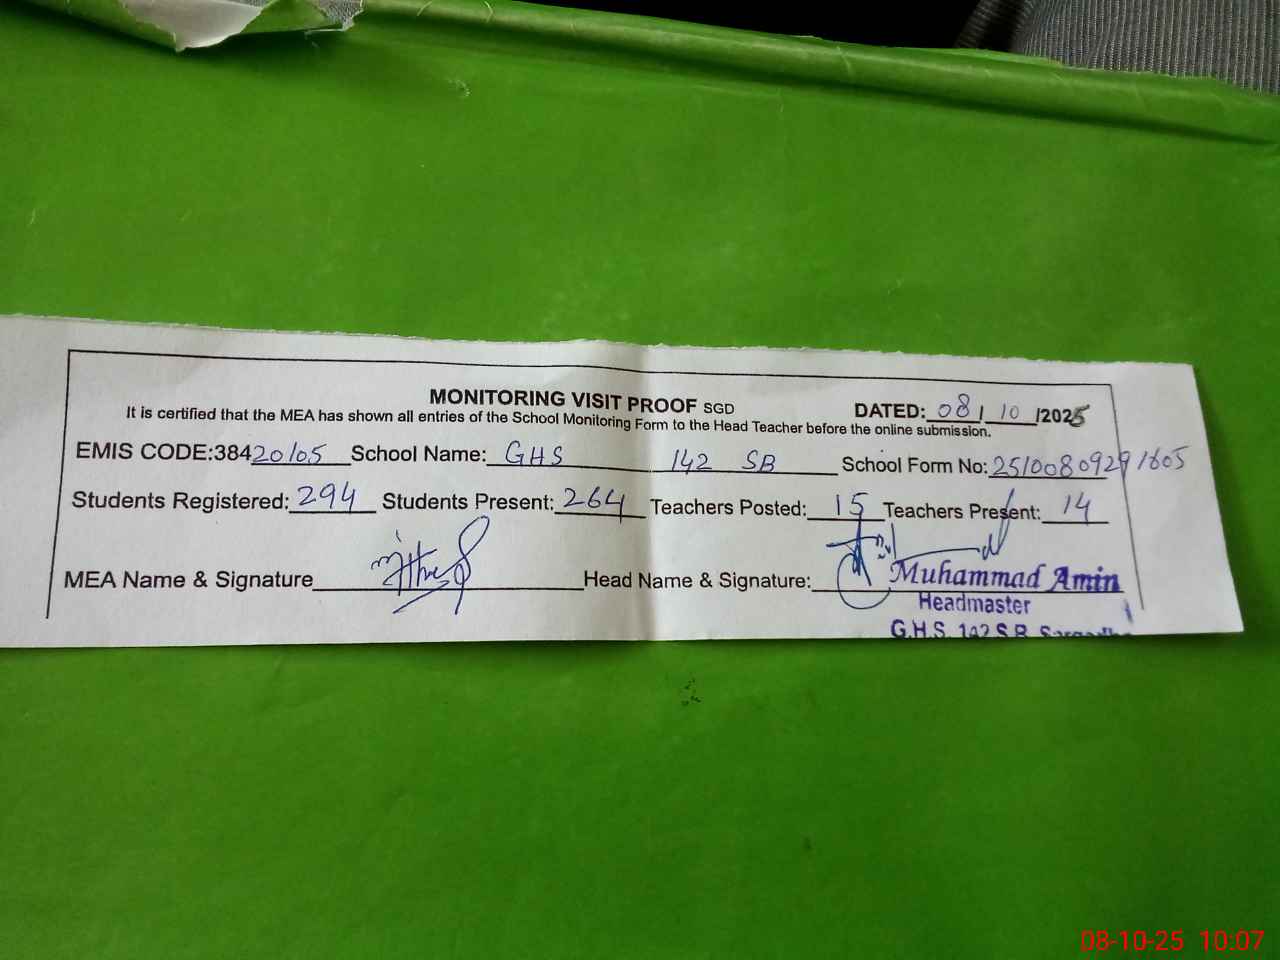 MONITORING VISIT PROOF SGD DATED: 08/10/2025
It is certified that the MEA has shown all entries of the School Monitoring Form to the Head Teacher before the online submission.
EMIS CODE:38420105 School Name: GHS 142 SB School Form No: 2510080929 1605
Students Registered: 294 Students Present: 264 Teachers Posted: 15 Teachers Present: 14
MEA Name & Signature Head Name & Signature:
Muhammad Amin
Headmaster
G.H.S. 142 S.B. Sargodha
08-10-25 10:07